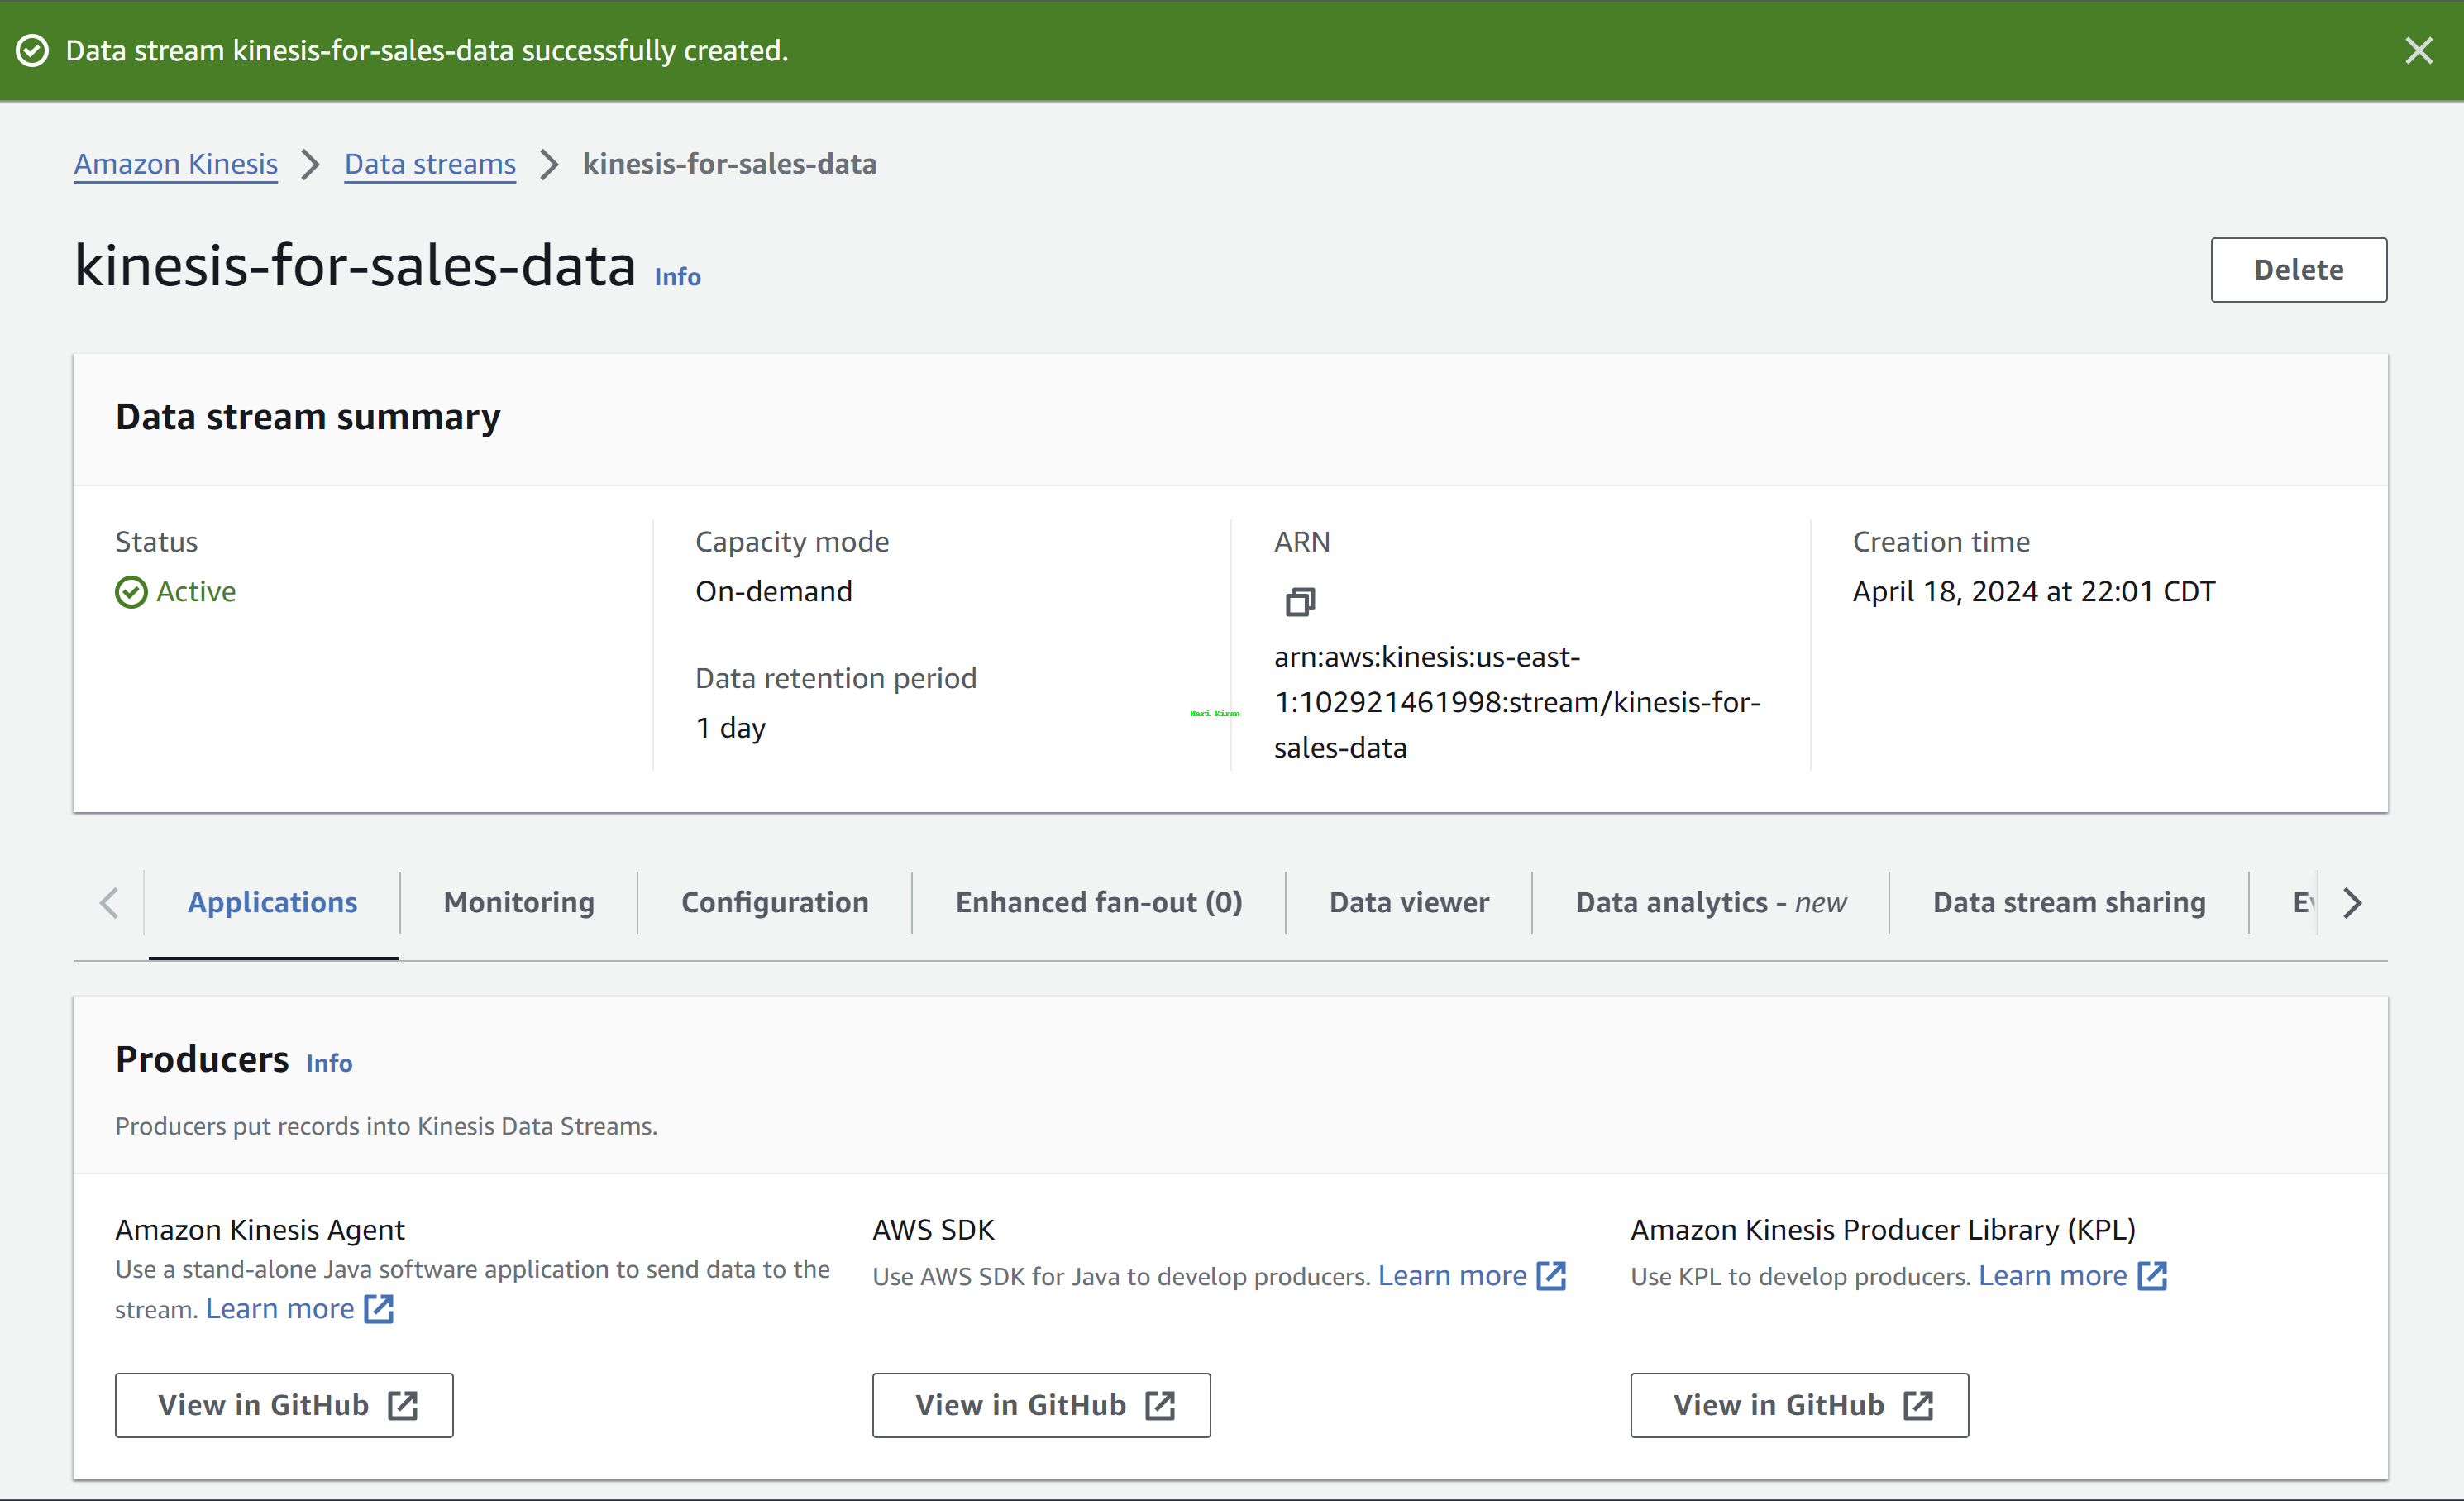 Data stream kinesis-for-sales-data successfully created.
Amazon Kinesis
Data streams
kinesis-for-sales-data
kinesis-for-sales-data Info
Delete
Data stream summary
Status
Active
Capacity mode
On-demand
Data retention period
1 day
ARN
arn:aws:kinesis:us-east-
1:102921461998:stream/kinesis-for-
sales-data
Creation time
April 18, 2024 at 22:01 CDT
Applications
Monitoring
Configuration
Enhanced fan-out (0)
Data viewer
Data analytics - new
Data stream sharing
Producers Info
Producers put records into Kinesis Data Streams.
Amazon Kinesis Agent
Use a stand-alone Java software application to send data to the
stream. Learn more
View in GitHub
AWS SDK
Use AWS SDK for Java to develop producers. Learn more
View in GitHub
Amazon Kinesis Producer Library (KPL)
Use KPL to develop producers. Learn more
View in GitHub